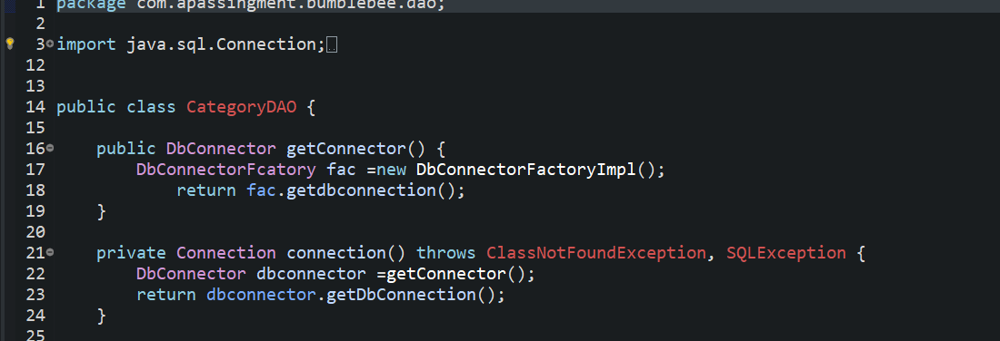 1 package com.apassingment.bumblebee.dao;
2
3 import java.sql.Connection;
12
13
14 public class CategoryDAO {
15
16 public DbConnector getConnector() {
17 DbConnectorFcatory fac =new DbConnectorFactoryImpl();
18 return fac.getdbconnection();
19 }
20
21 private Connection connection() throws ClassNotFoundException, SQLException {
22 DbConnector dbconnector =getConnector();
23 return dbconnector.getDbConnection();
24 }
25